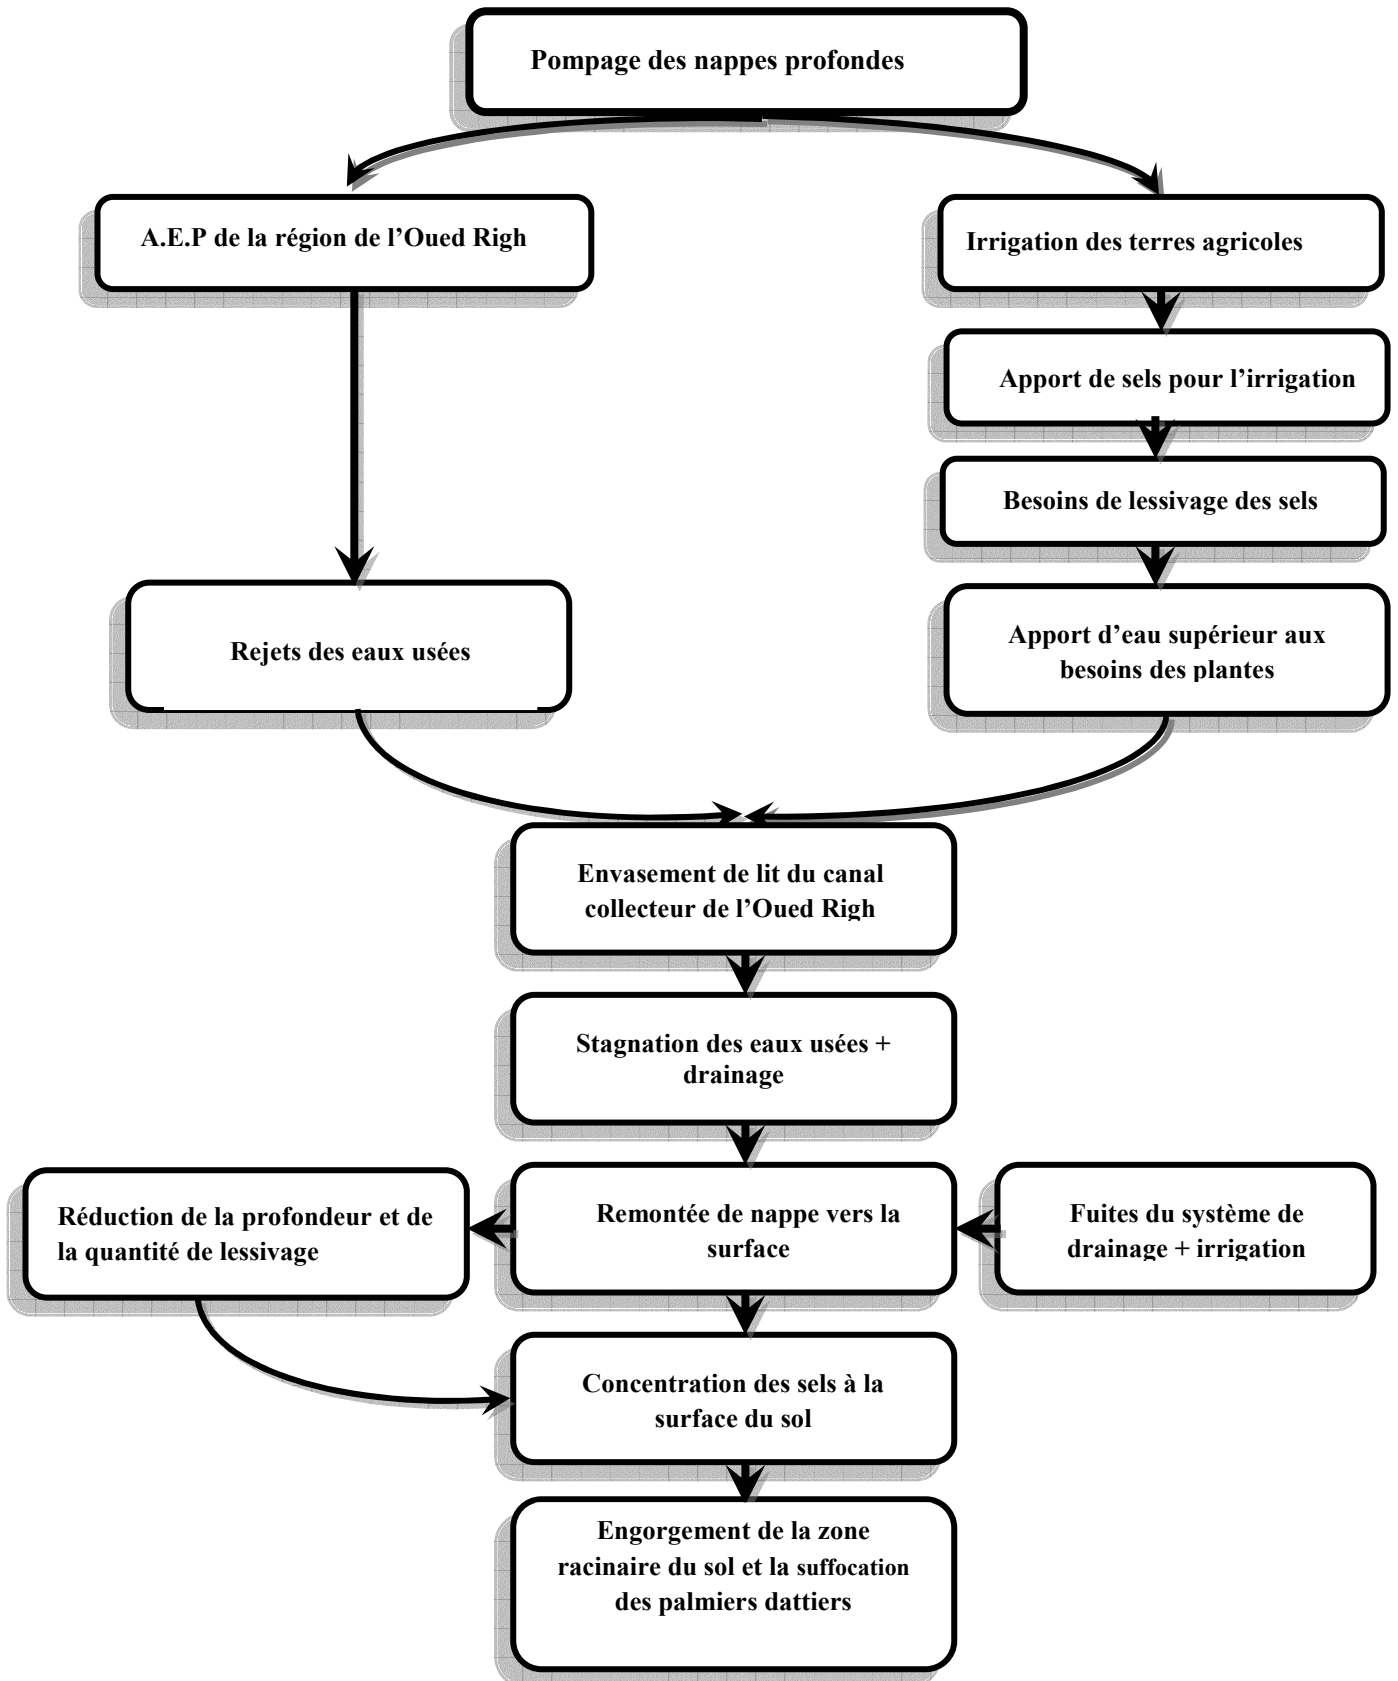 Pompage des nappes profondes
A.E.P de la région de l’Oued Righ
Irrigation des terres agricoles
Apport de sels pour l’irrigation
Besoins de lessivage des sels
Rejets des eaux usées
Apport d’eau supérieur aux
besoins des plantes
Envasement de lit du canal
collecteur de l’Oued Righ
Stagnation des eaux usées +
drainage
Réduction de la profondeur et de
la quantité de lessivage
Remontée de nappe vers la
surface
Fuites du système de
drainage + irrigation
Concentration des sels à la
surface du sol
Engorgement de la zone
racinaire du sol et la suffocation
des palmiers dattiers